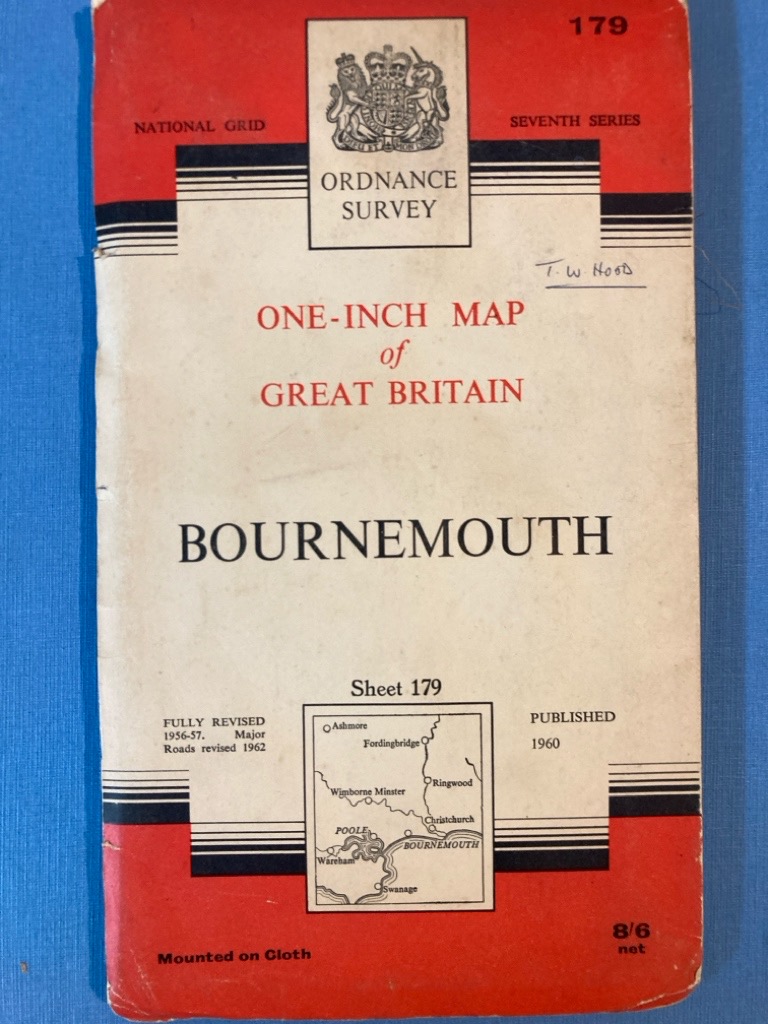 179
NATIONAL GRID
SEVENTH SERIES
ORDNANCE
SURVEY
T. W. HOOD
ONE-INCH MAP
of
GREAT BRITAIN
BOURNEMOUTH
Sheet 179
FULLY REVISED
1956-57. Major
Roads revised 1962
PUBLISHED
1960
Ashmore
Fordingbridge
Ringwood
Wimborne Minster
Christchurch
POOLE
BOURNEMOUTH
Wareham
Swanage
8/6
net
Mounted on Cloth